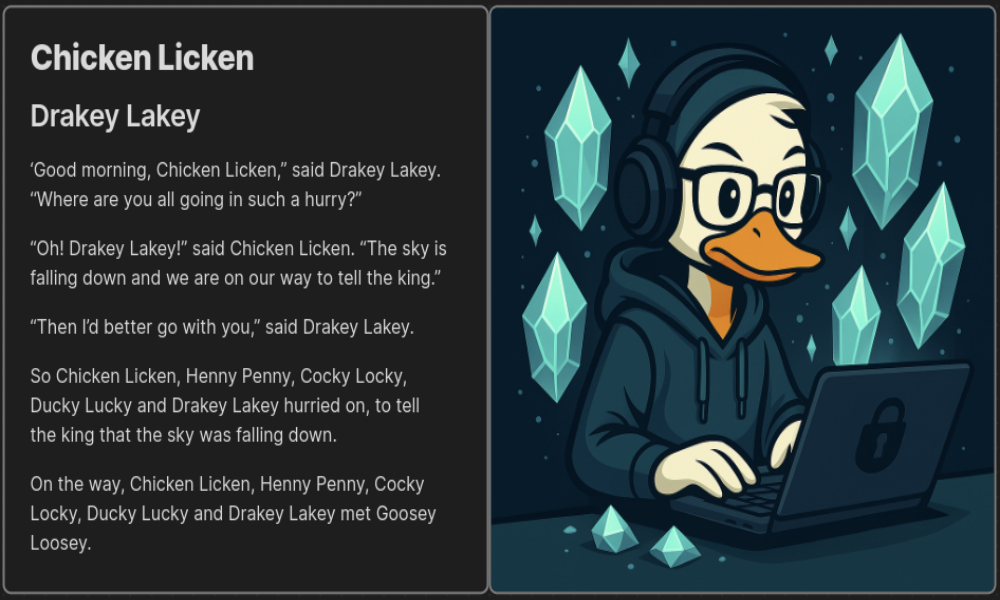 Chicken Licken
Drakey Lakey
‘Good morning, Chicken Licken,” said Drakey Lakey.
“Where are you all going in such a hurry?”
“Oh! Drakey Lakey!” said Chicken Licken. “The sky is
falling down and we are on our way to tell the king.”
“Then I’d better go with you,” said Drakey Lakey.
So Chicken Licken, Henny Penny, Cocky Locky,
Ducky Lucky and Drakey Lakey hurried on, to tell
the king that the sky was falling down.
On the way, Chicken Licken, Henny Penny, Cocky
Locky, Ducky Lucky and Drakey Lakey met Goosey
Loosey.